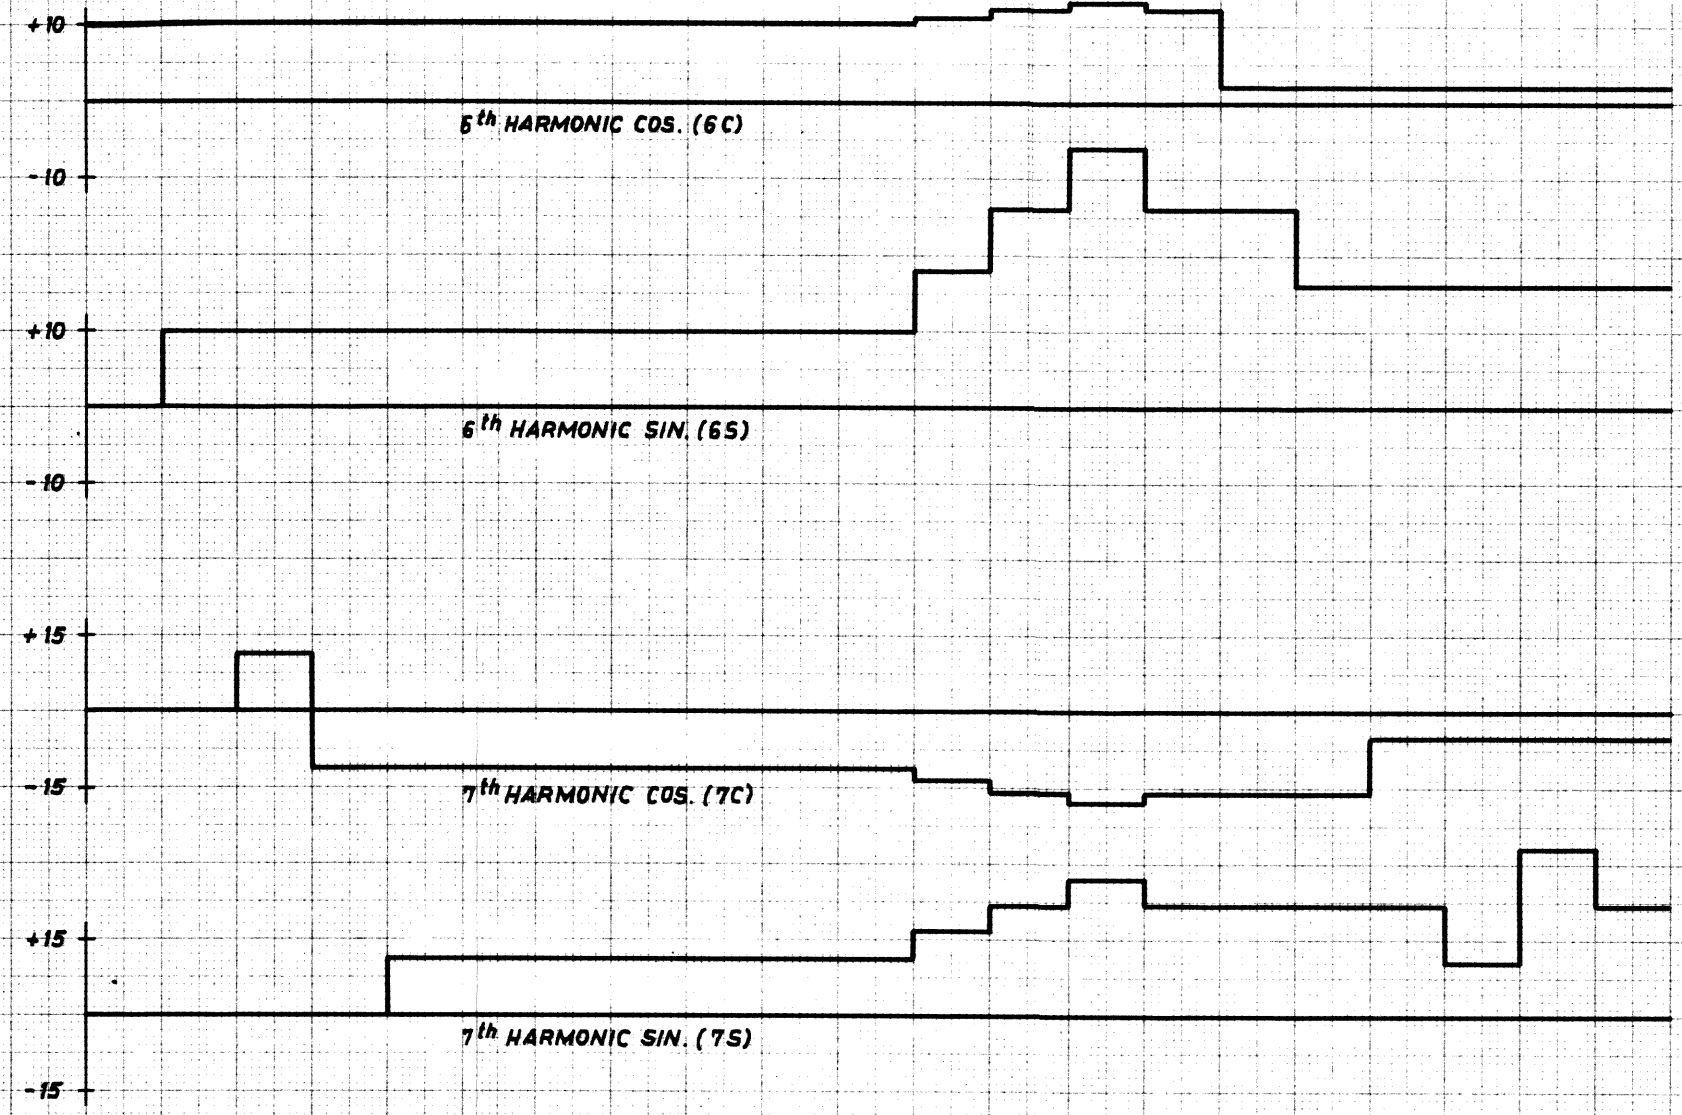 +10
6th HARMONIC COS. (6C)
-10
+10
6th HARMONIC SIN. (6S)
-10
+15
-15
7th HARMONIC COS. (7C)
+15
7th HARMONIC SIN. (7S)
-15